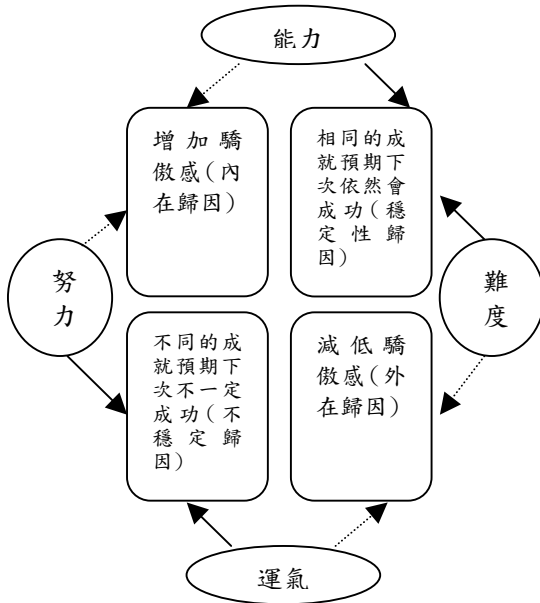 能力
增加驕
傲感(內
在歸因)
相同的成
就預期下
次依然會
成功(穩
定性歸
因)
努
力
難
度
不同的成
就預期下
次不一定
成功(不
穩定歸
因)
減低驕
傲感(外
在歸因)
運氣